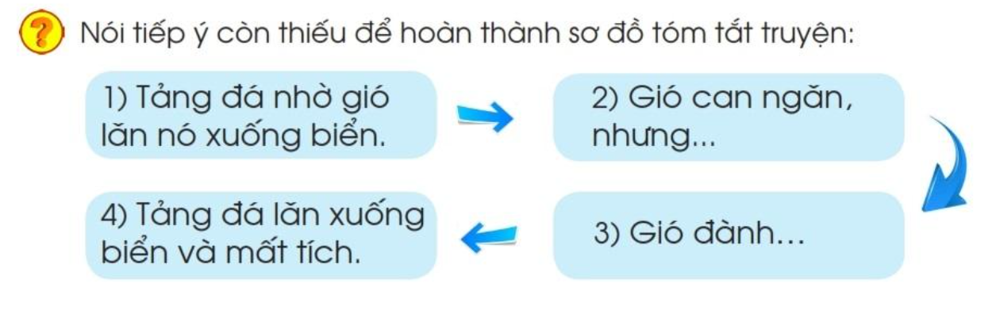 ? Nói tiếp ý còn thiếu để hoàn thành sơ đồ tóm tắt truyện:
1) Tảng đá nhờ gió
lăn nó xuống biển.
2) Gió can ngăn,
nhưng...
3) Gió đành...
4) Tảng đá lăn xuống
biển và mất tích.